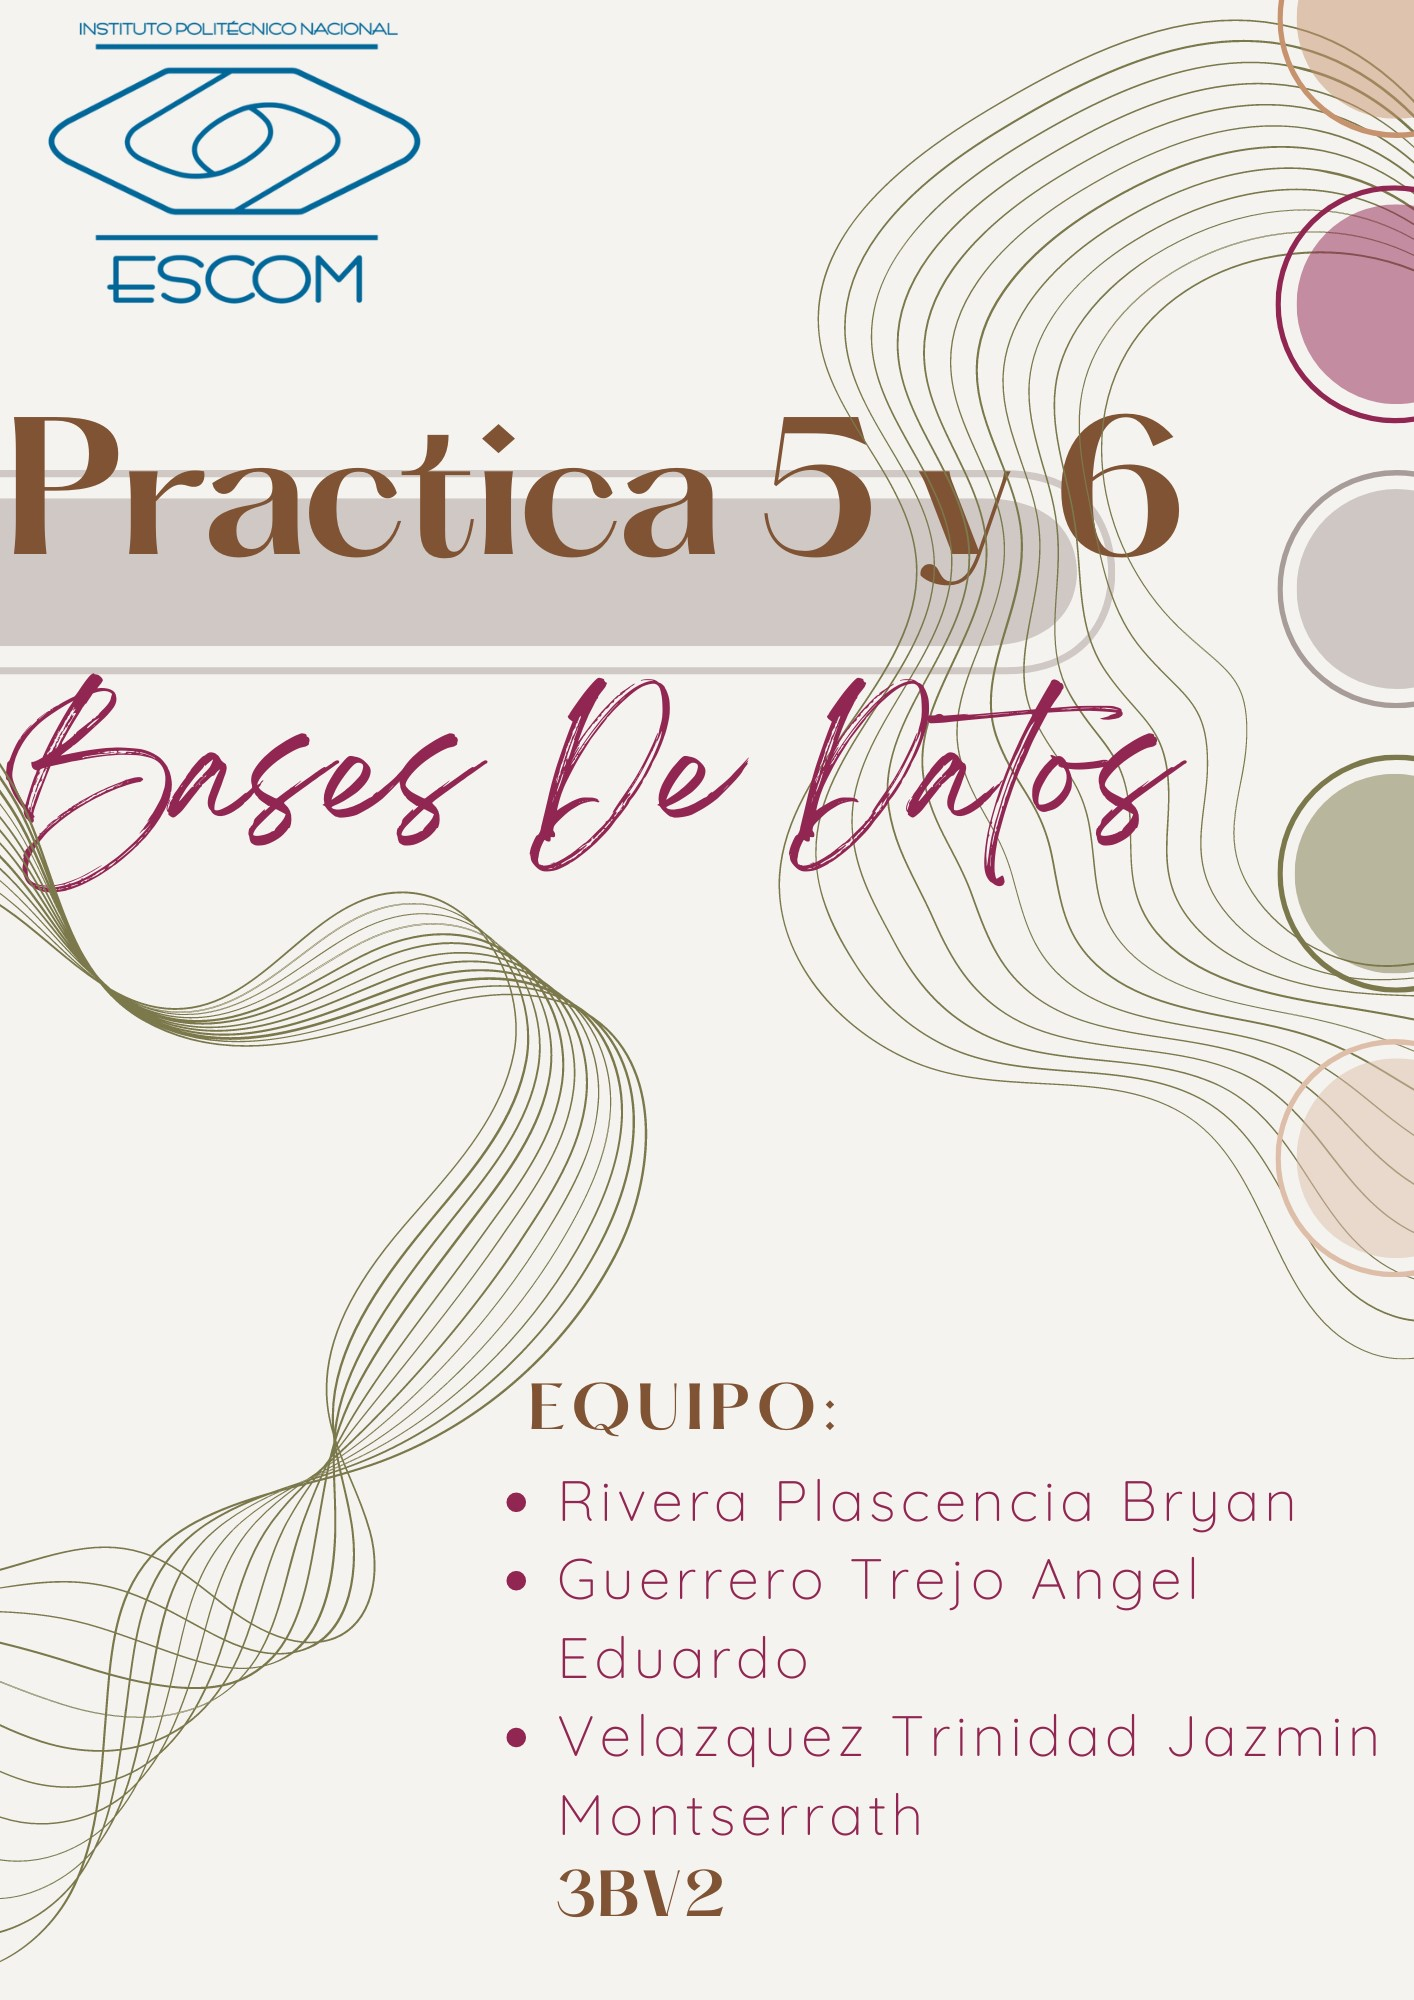 INSTITUTO POLITÉCNICO NACIONAL
ESCOM
Practica 5 y 6
Bases De Datos
EQUIPO:
• Rivera Plascencia Bryan
• Guerrero Trejo Angel
Eduardo
• Velazquez Trinidad Jazmin
Montserrath
3BV2